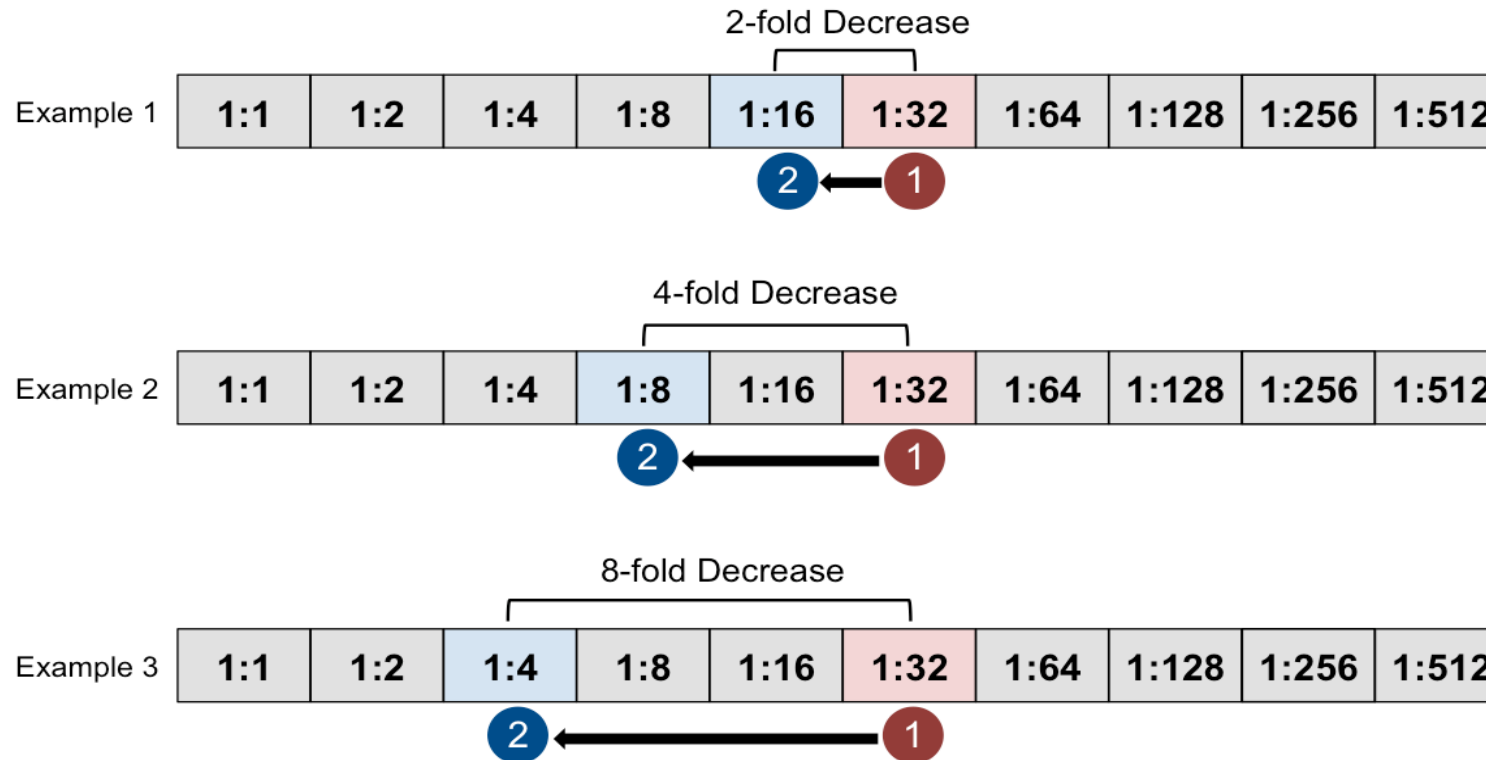 2-fold Decrease
Example 1 1:1 1:2 1:4 1:8 1:16 1:32 1:64 1:128 1:256 1:512
2 1
4-fold Decrease
Example 2 1:1 1:2 1:4 1:8 1:16 1:32 1:64 1:128 1:256 1:512
2 1
8-fold Decrease
Example 3 1:1 1:2 1:4 1:8 1:16 1:32 1:64 1:128 1:256 1:512
2 1